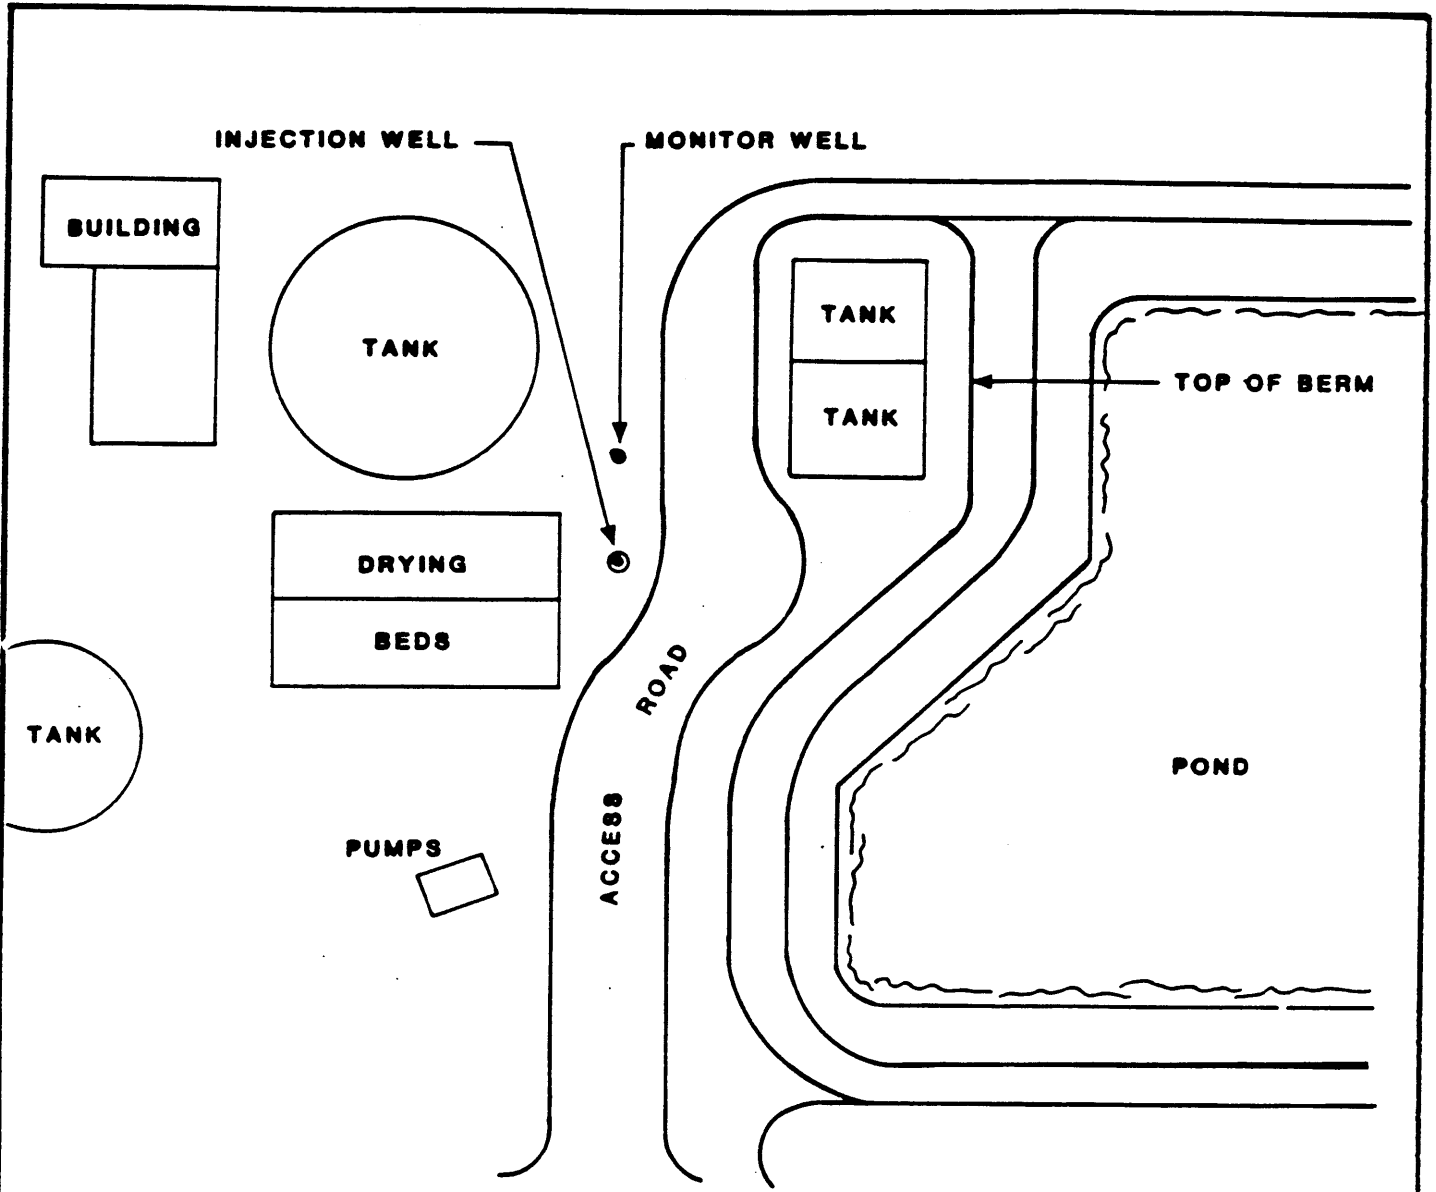 INJECTION WELL
MONITOR WELL
BUILDING
TANK
TANK
TANK
TOP OF BERM
DRYING
BEDS
TANK
ACCESS ROAD
POND
PUMPS